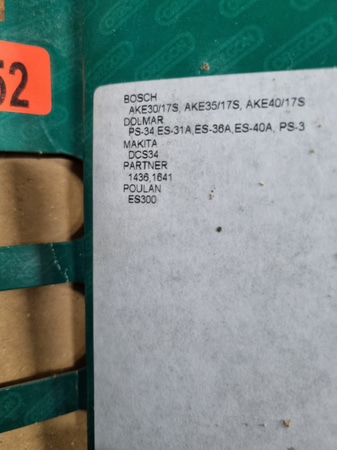 52
BOSCH
AKE30/17S, AKE35/17S, AKE40/17S
DOLMAR
PS-34,ES-31A,ES-36A,ES-40A, PS-3
MAKITA
DCS34
PARTNER
1436,1641
POULAN
ES300